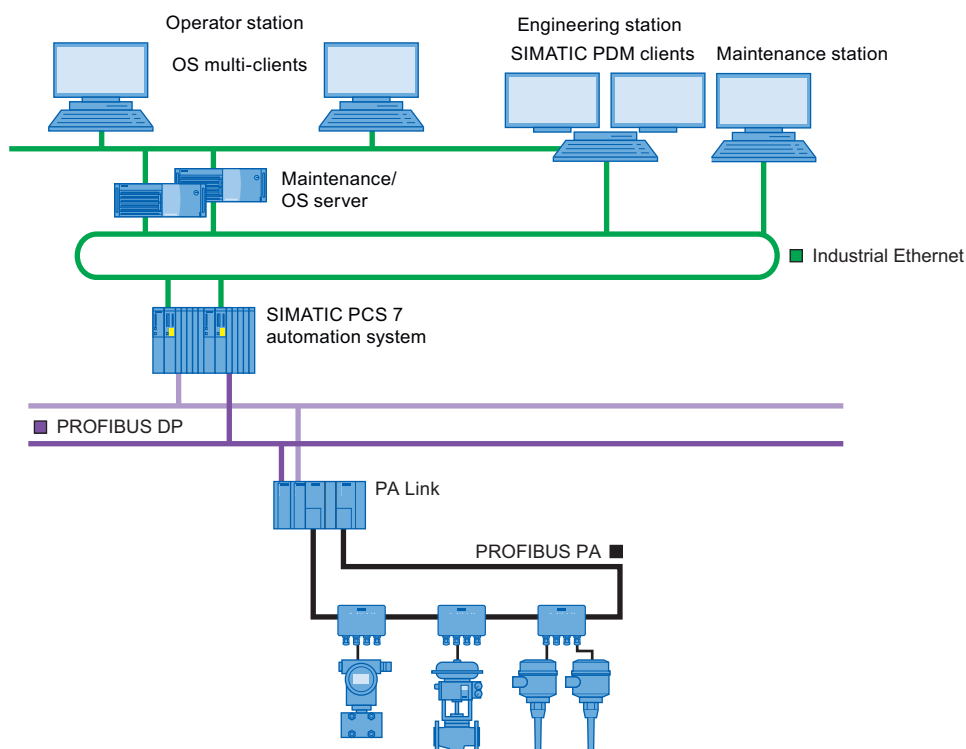 Operator station
OS multi-clients
Engineering station
SIMATIC PDM clients
Maintenance station
Maintenance/
OS server
Industrial Ethernet
SIMATIC PCS 7
automation system
PROFIBUS DP
PA Link
PROFIBUS PA